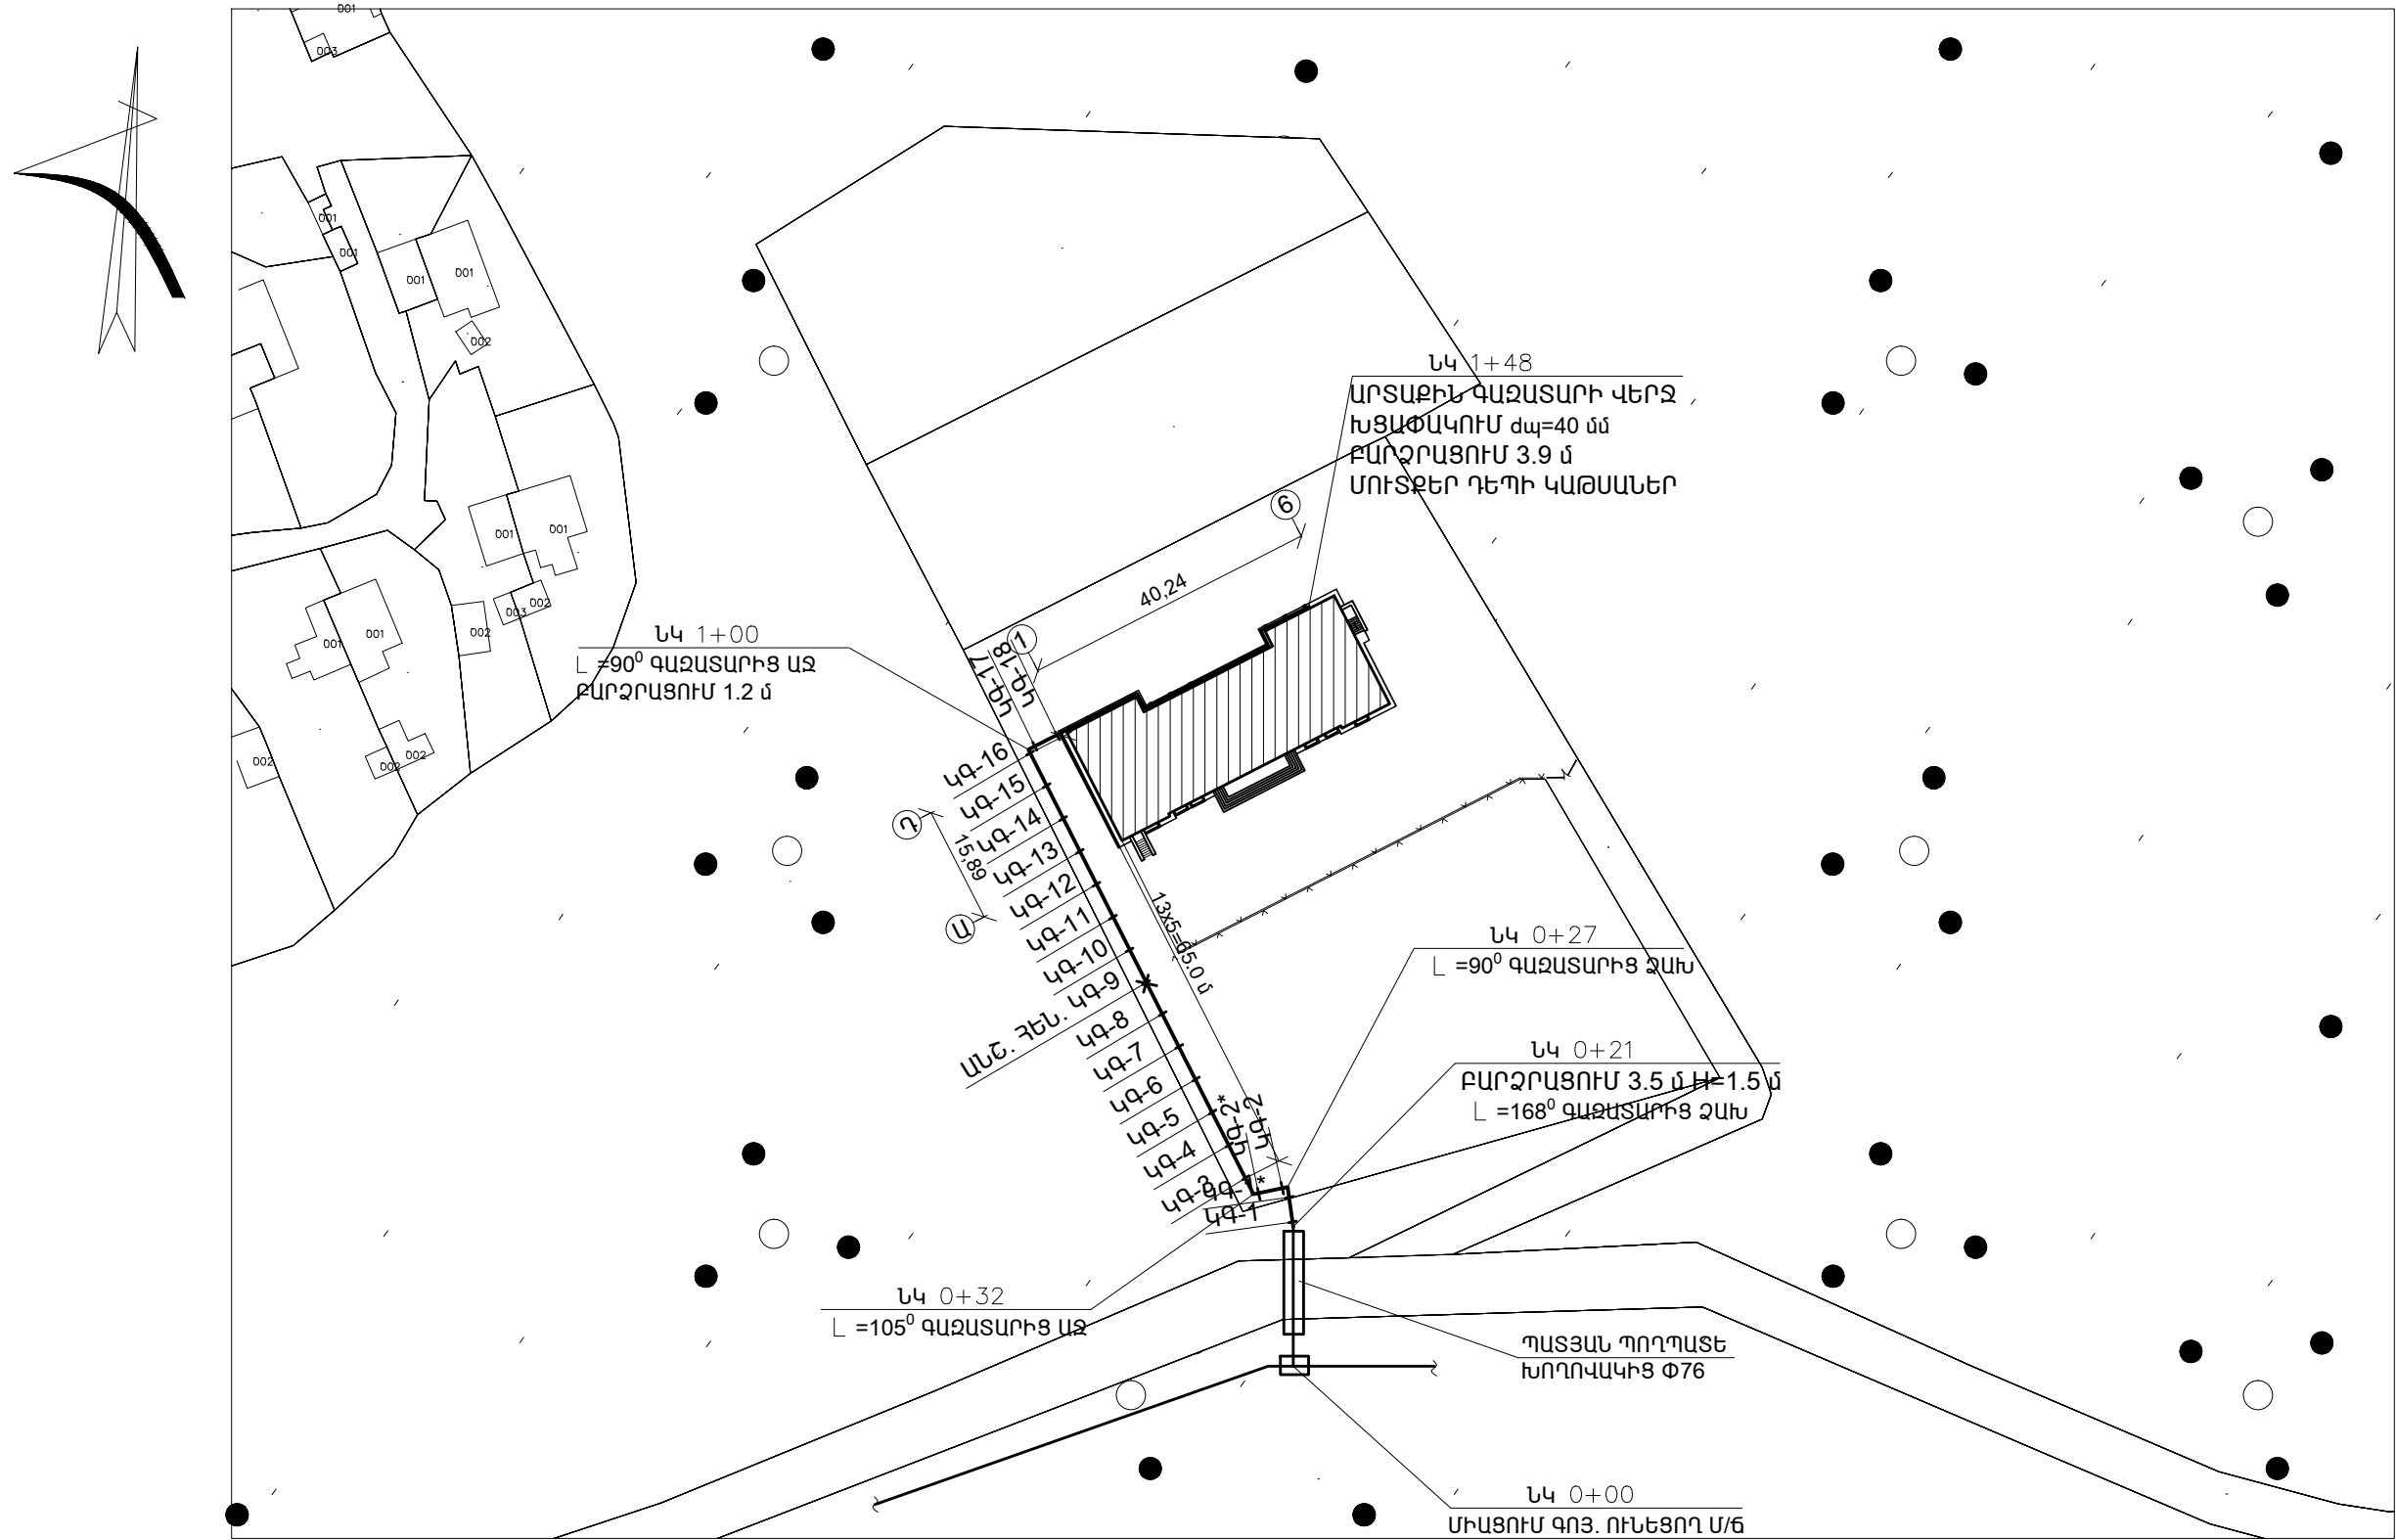 001
003
001
001
001
001
002
001
001
002
003
002
001
001
002
002
002
ՆԿ 1+48
ԱՐՏԱՔԻՆ ԳԱԶԱՏԱՐԻ ՎԵՐՋ
ԽՑԱՓԱԿՈՒՄ dպ=40 մմ
ԲԱՐՁՐԱՑՈՒՄ 3.9 մ
ՄՈՒՏՔԵՐ ԴԵՊԻ ԿԱԹՍԱՆԵՐ
6
40,24
1
ՆԿ 1+00
∟ =90⁰ ԳԱԶԱՏԱՐԻՑ ԱՋ
ԲԱՐՁՐԱՑՈՒՄ 1.2 մ
ԿԳ-18
ԿԳ-17
ԿԳ-16
ԿԳ-15
ԿԳ-14
ԿԳ-13
ԿԳ-12
ԿԳ-11
ԿԳ-10
ԱՆՇ. ՀԵՆ. ԿԳ-9
ԿԳ-8
ԿԳ-7
ԿԳ-6
ԿԳ-5
ԿԳ-4
ԿԳ-3
ԿԳ-2*
ԿԳ-2
ԿԳ-1*
ԿԳ-1
Դ
15,89
Ա
13x5=65.0 մ
ՆԿ 0+27
∟ =90⁰ ԳԱԶԱՏԱՐԻՑ ՁԱԽ
ՆԿ 0+21
ԲԱՐՁՐԱՑՈՒՄ 3.5 մ H=1.5 մ
∟ =168⁰ ԳԱԶԱՏԱՐԻՑ ՁԱԽ
ՆԿ 0+32
∟ =105⁰ ԳԱԶԱՏԱՐԻՑ ԱՋ
ՊԱՏՅԱՆ ՊՈՂՊԱՏԵ
ԽՈՂՈՎԱԿԻՑ Փ76
ՆԿ 0+00
ՄԻԱՑՈՒՄ ԳՈՅ. ՈՒՆԵՑՈՂ Մ/Ճ